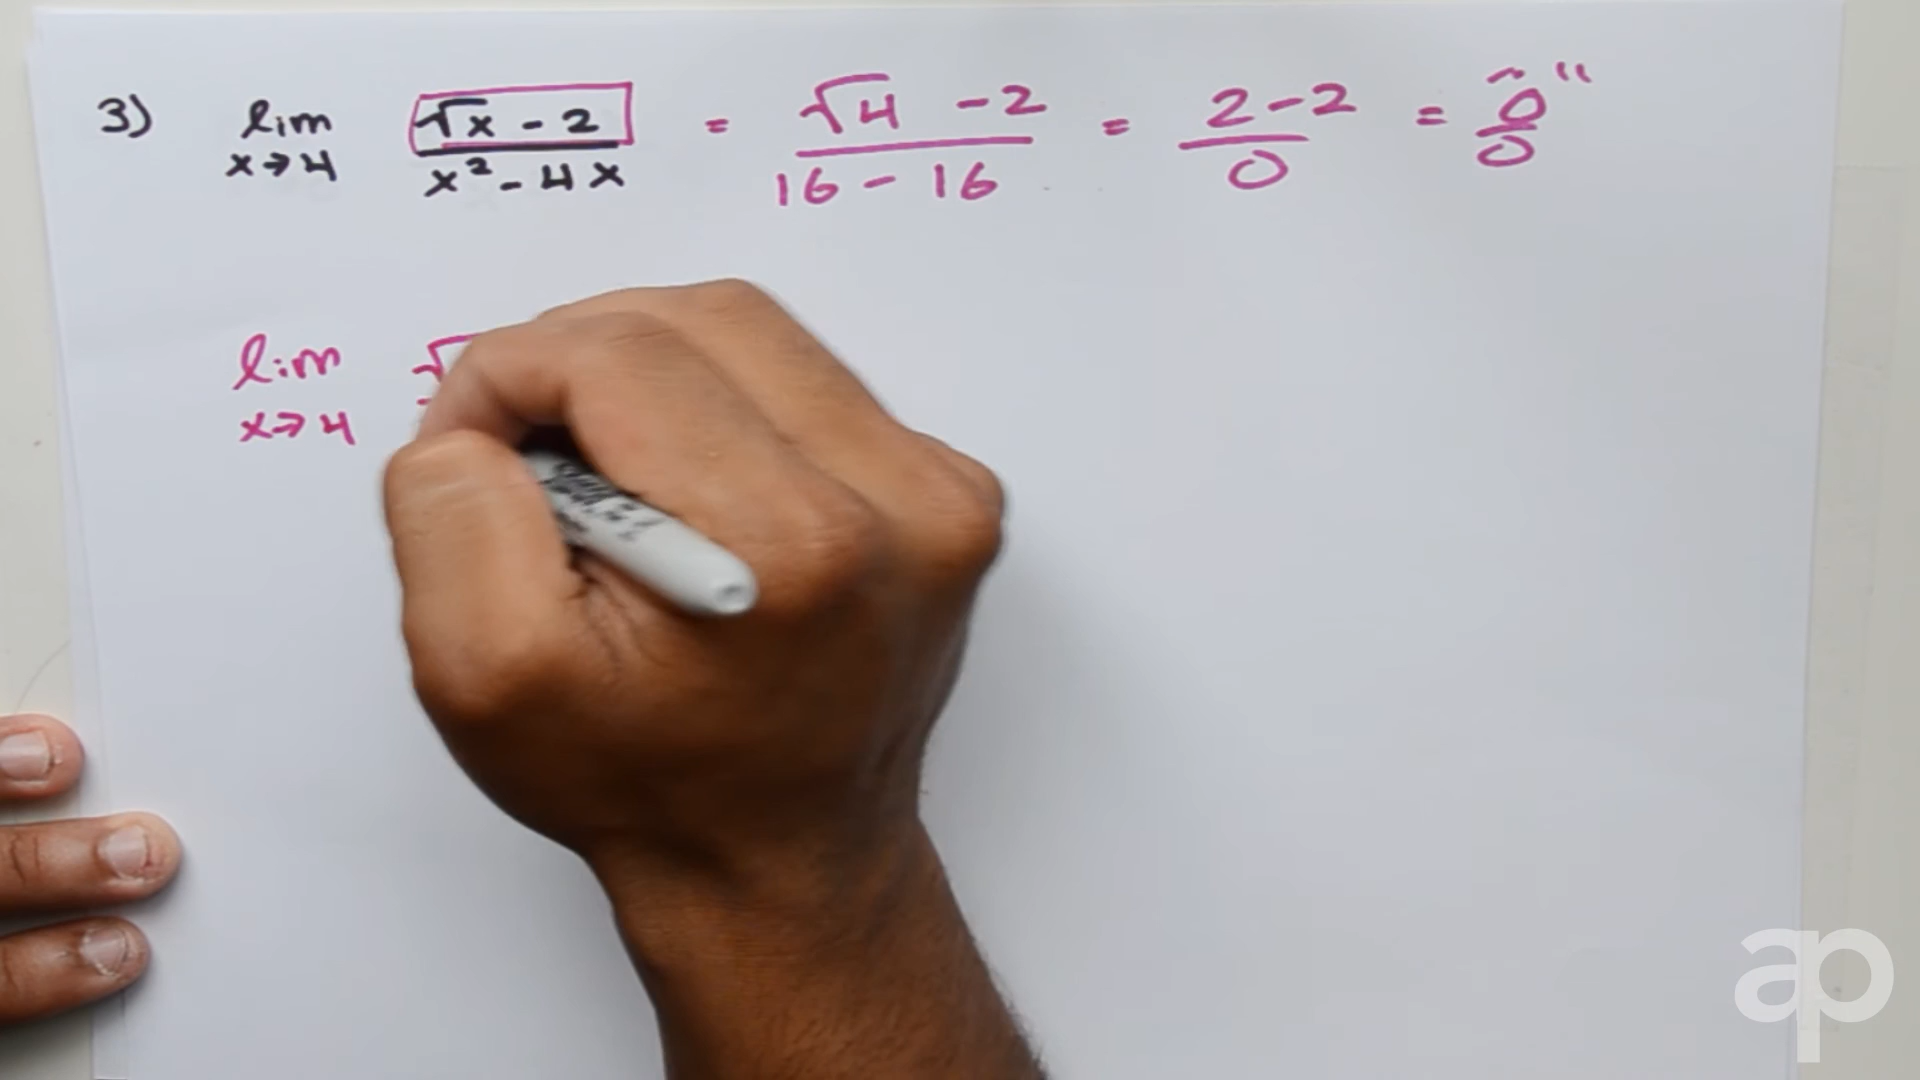 3) lim x→4 (√x - 2)/(x² - 4x) = (√4 - 2)/(16 - 16) = (2 - 2)/0 = "0/0"
lim x→4 √
ap